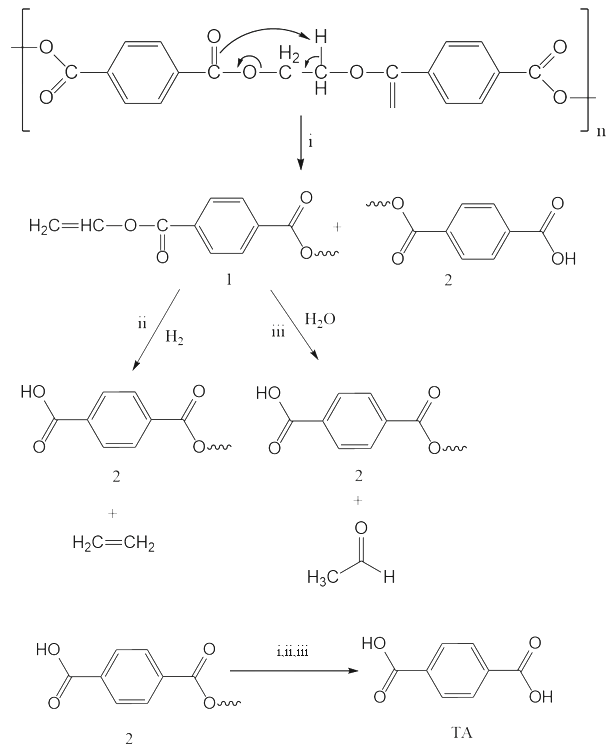 O O H H₂ O
C C O C C O C C
O H O
n
i
H₂C=HC O C C O O
O
1
+
O C O C O OH
2
ii H₂
iii H₂O
HO C O C O O
2
HO C O C O O
2
+
H₂C=CH₂
+
O
H₃C H
HO C O C O O
2
i,ii,iii
HO C O C O OH
TA